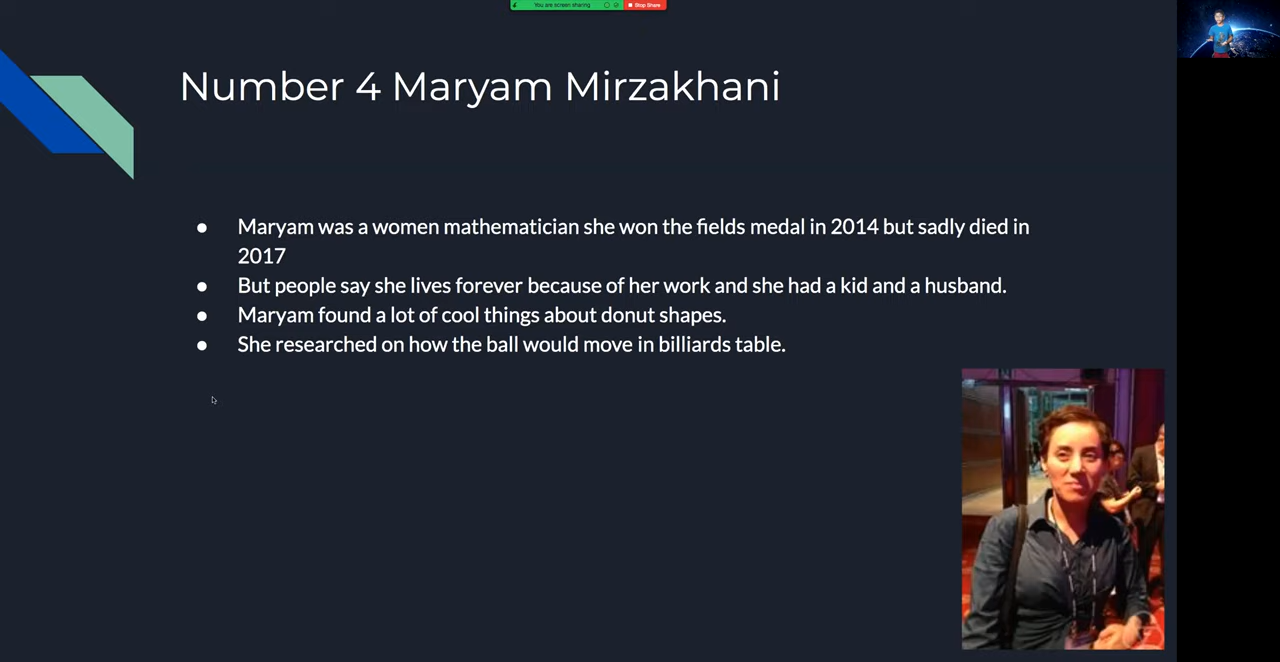 You are screen sharing Stop Share
Number 4 Maryam Mirzakhani
● Maryam was a women mathematician she won the fields medal in 2014 but sadly died in
2017
● But people say she lives forever because of her work and she had a kid and a husband.
● Maryam found a lot of cool things about donut shapes.
● She researched on how the ball would move in billiards table.